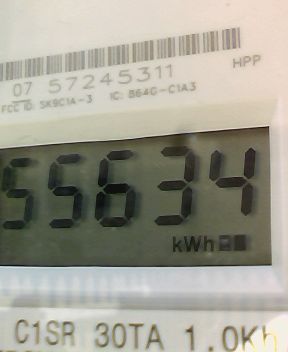 07 57245311
HPP
FCC ID: SK9C1A-3 IC: 864G-C1A3
55634
kWh
C1SR 30TA 1.0Kh